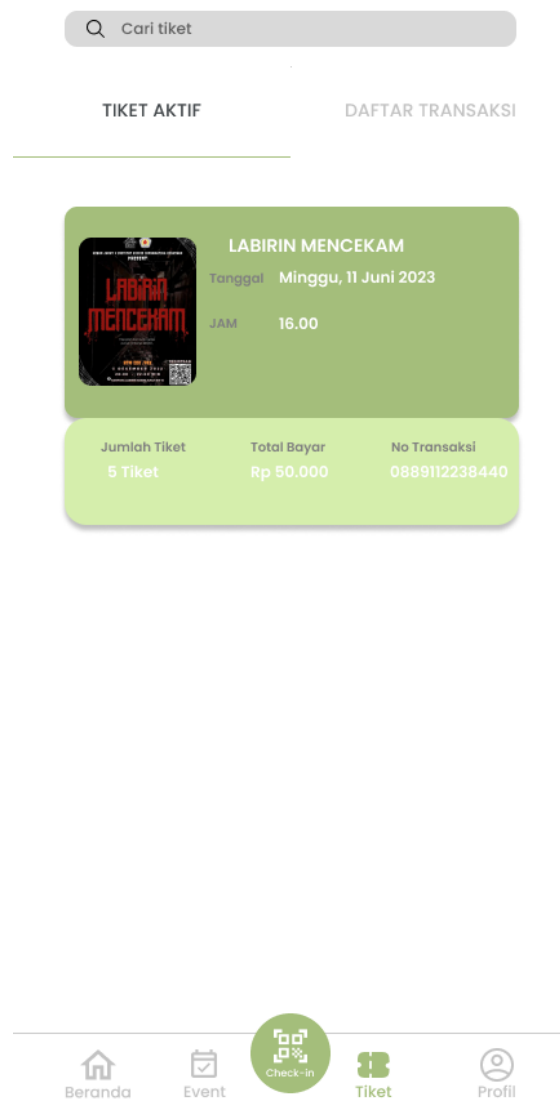 Cari tiket
TIKET AKTIF
DAFTAR TRANSAKSI
LABIRIN MENCEKAM
Tanggal Minggu, 11 Juni 2023
JAM 16.00
PRESENT
LABIRIN
MENCEKAM
Jumlah Tiket Total Bayar No Transaksi
5 Tiket Rp 50.000 0889112238440
Check-in
Beranda Event Tiket Profil